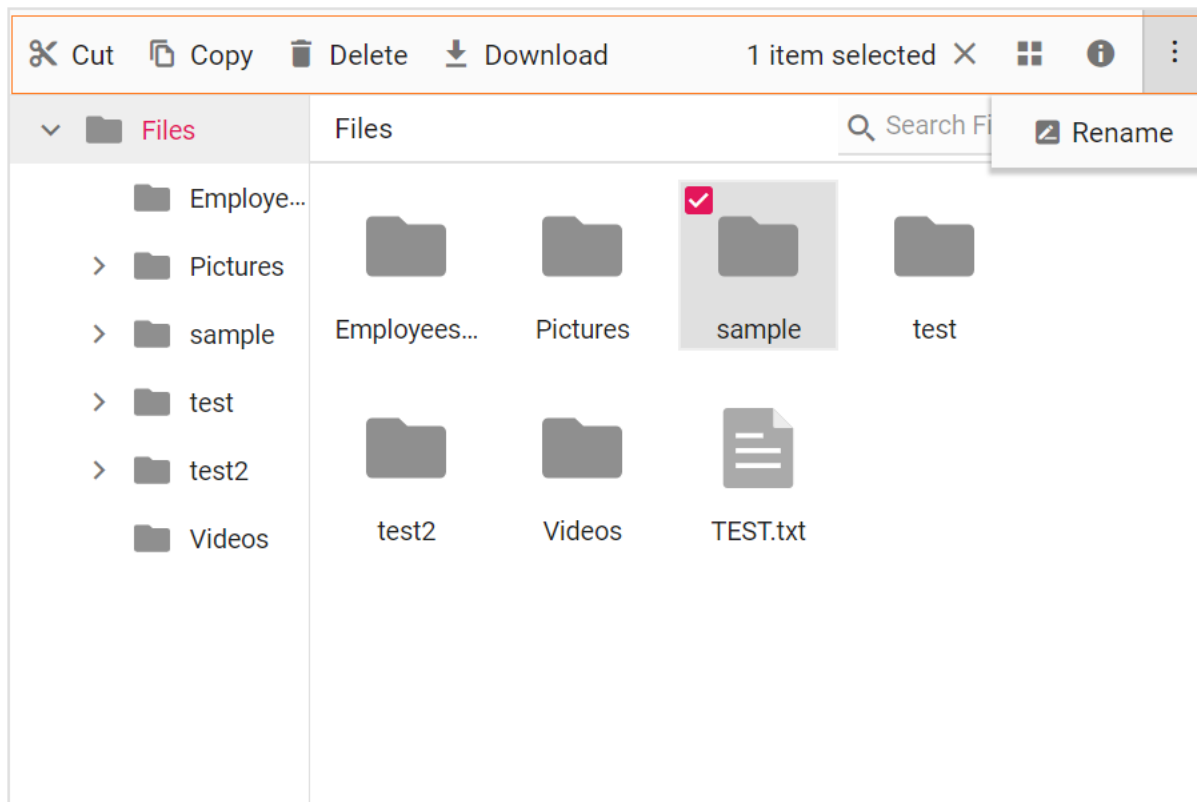 Cut Copy Delete Download 1 item selected
Files
Files
Search Fi
Rename
Employe...
Pictures
sample
test
test2
Videos
Employees... Pictures sample test
test2 Videos TEST.txt